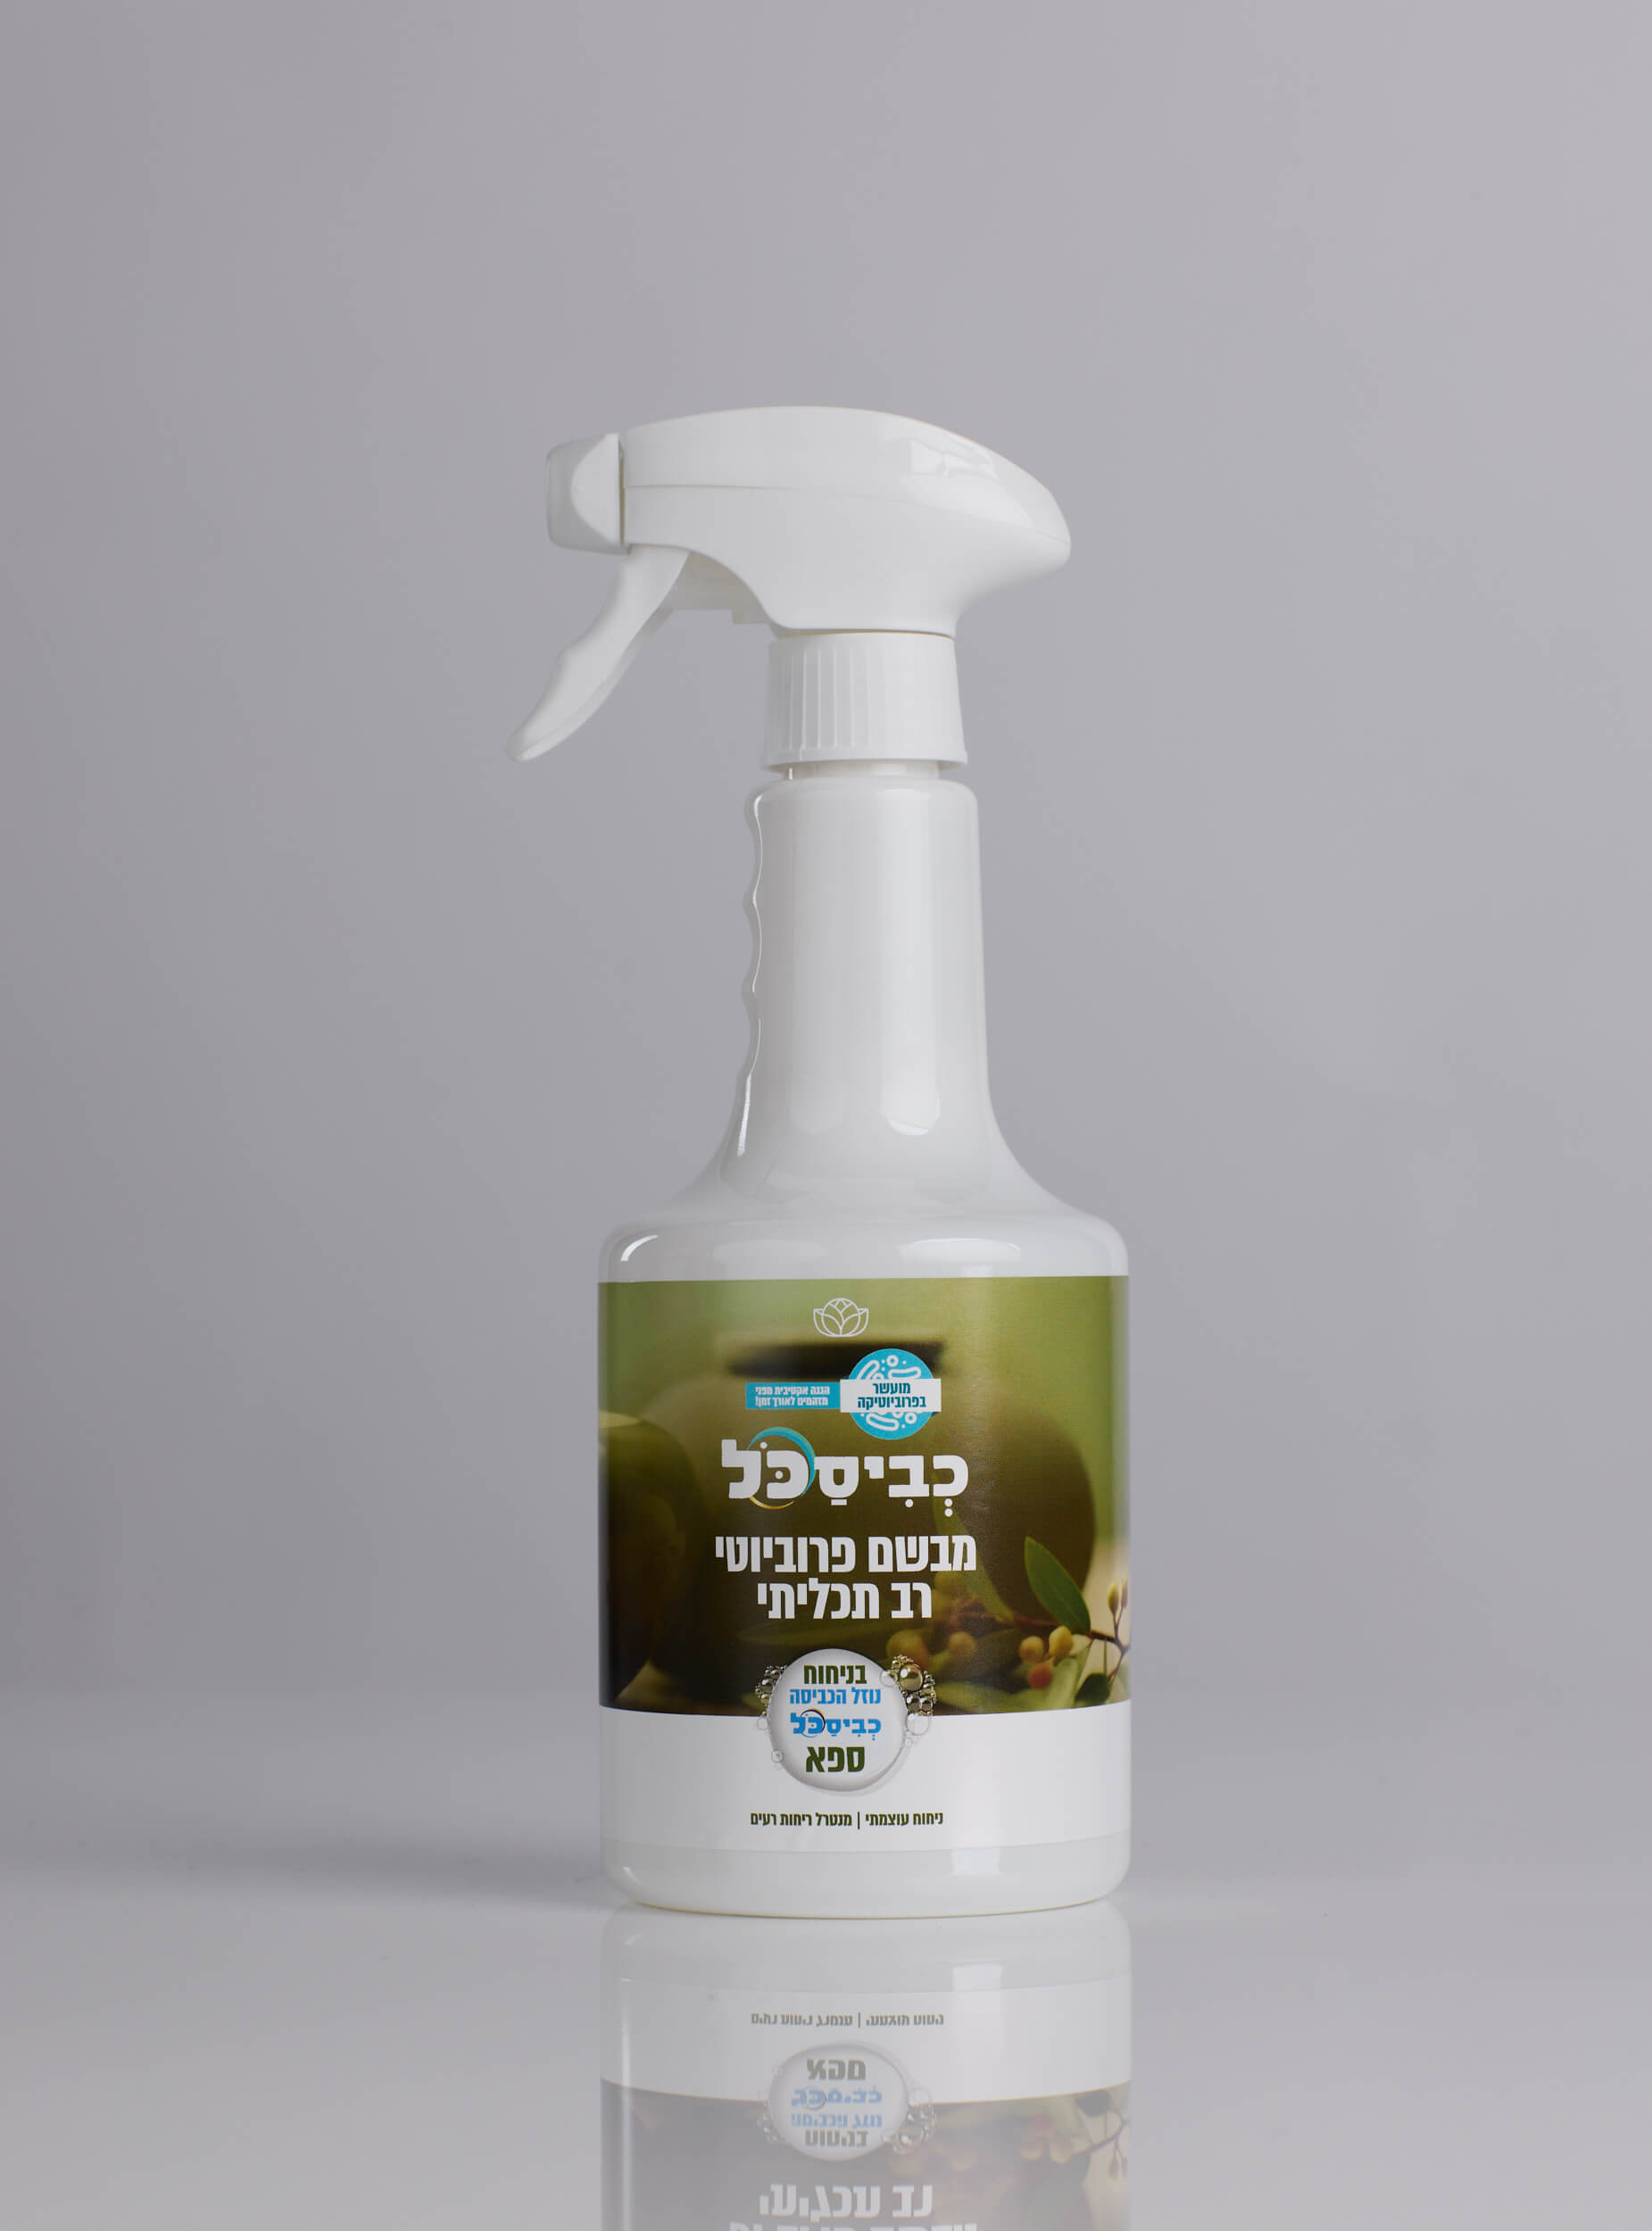 מועשר
בפרוביוטיקה
הגנה אקטיבית מפני
מזהמים לאורך זמן!
כְּבִיסַכֹּל
מבשם פרוביוטי
רב תכליתי
בניחוח
נוזל הכביסה
כְּבִיסַכֹּל
ספא
ניחוח עוצמתי | מנטרל ריחות רעים